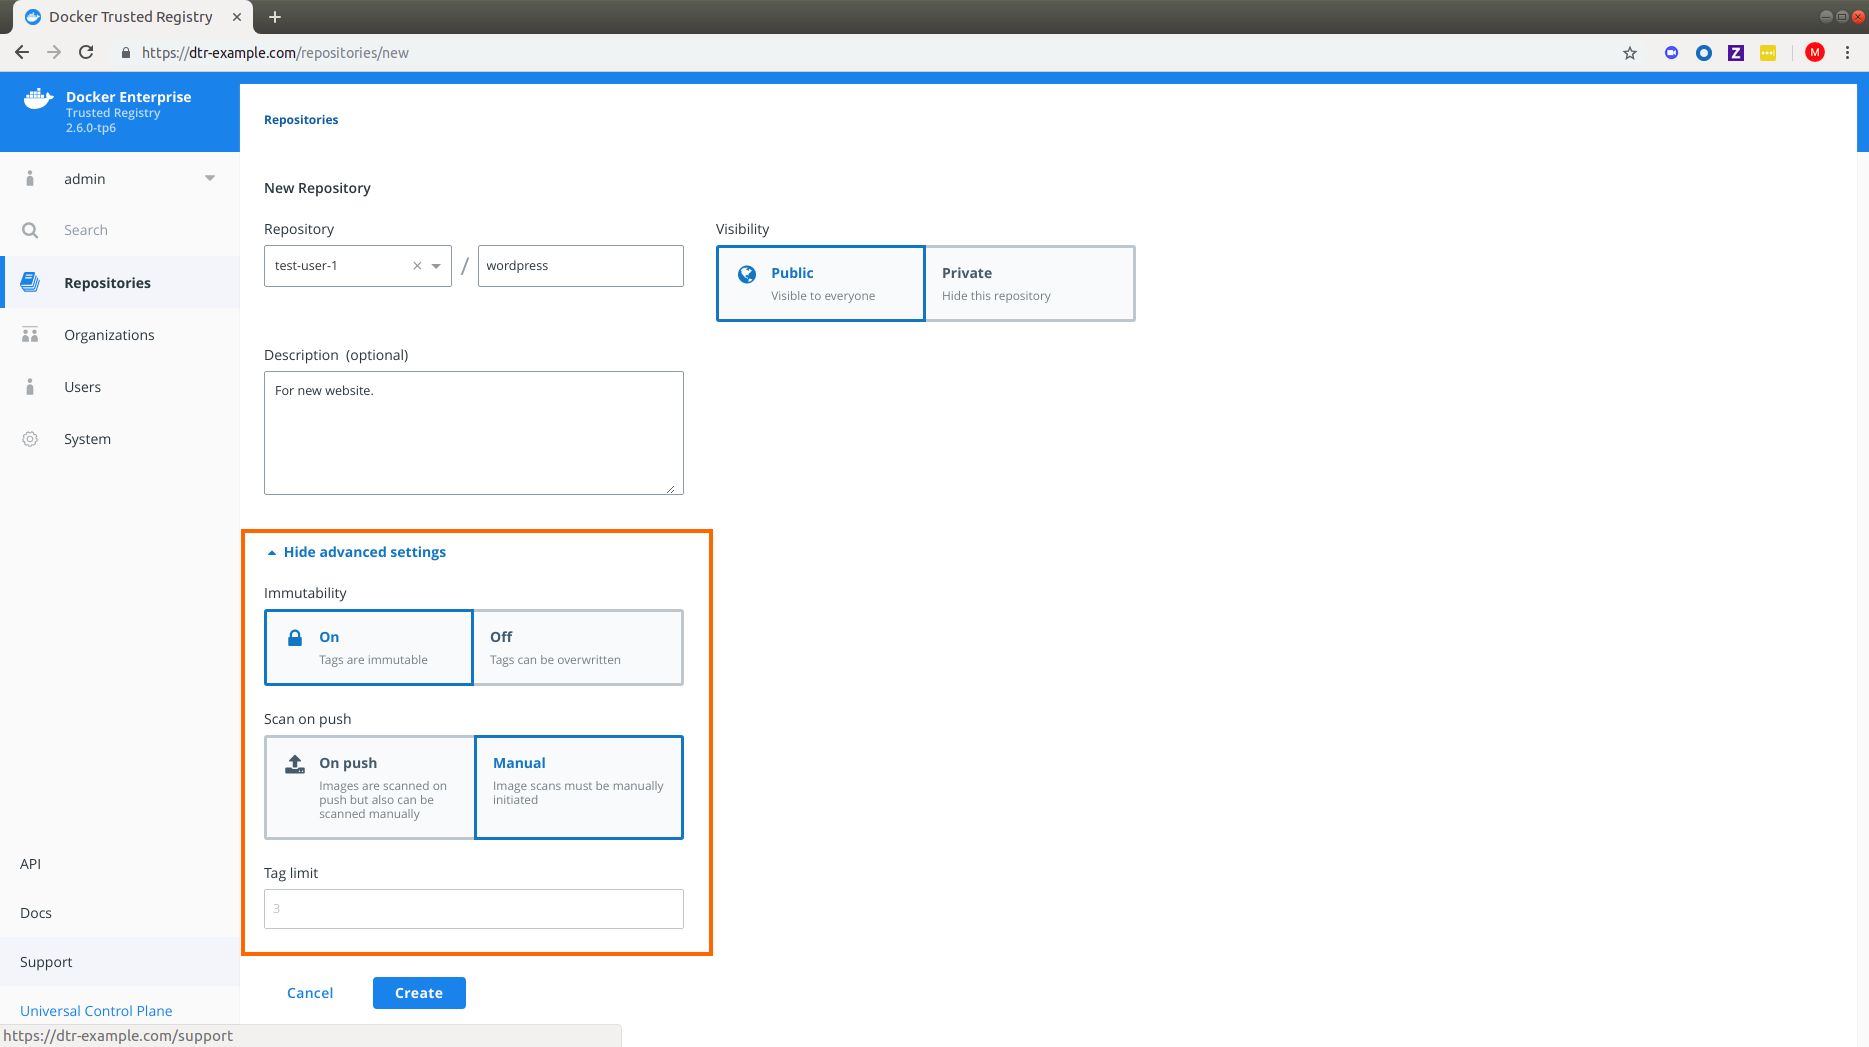 Docker Trusted Registry
https://dtr-example.com/repositories/new
M
Docker Enterprise
Trusted Registry
2.6.0-tp6
admin
Search
Repositories
Organizations
Users
System
API
Docs
Support
Universal Control Plane
https://dtr-example.com/support
Repositories
New Repository
Repository
test-user-1 / wordpress
Visibility
Public
Visible to everyone
Private
Hide this repository
Description (optional)
For new website.
Hide advanced settings
Immutability
On
Tags are immutable
Off
Tags can be overwritten
Scan on push
On push
Images are scanned on
push but also can be
scanned manually
Manual
Image scans must be manually
initiated
Tag limit
3
Cancel
Create